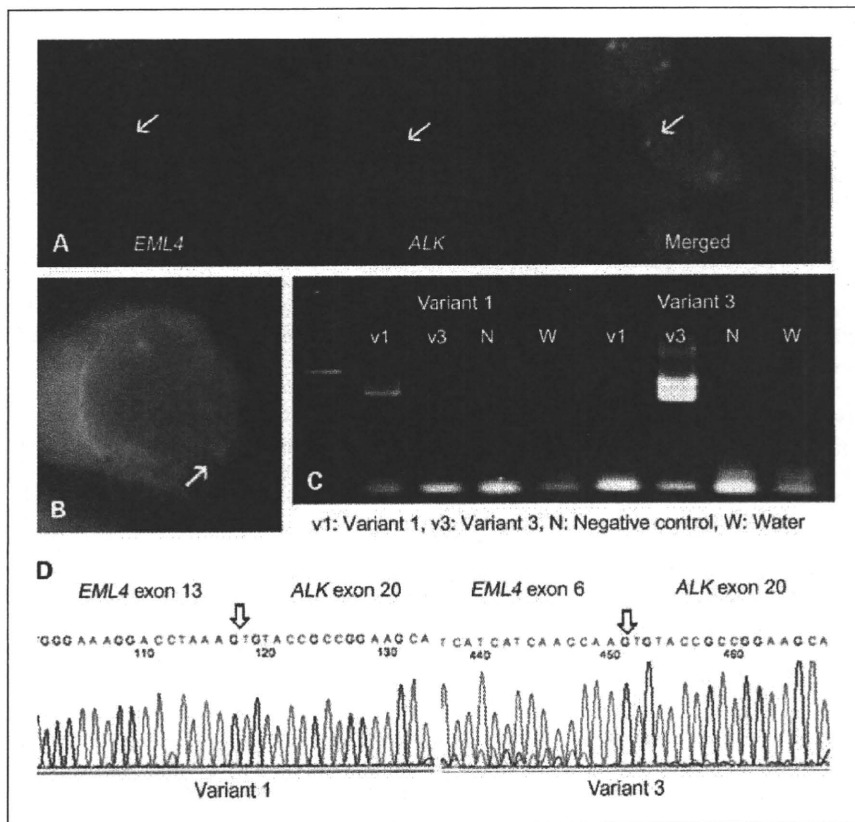 EML4 ALK Merged
A
B
Variant 1 Variant 3
v1 v3 N W v1 v3 N W
C
v1: Variant 1, v3: Variant 3, N: Negative control, W: Water
D
EML4 exon 13 ALK exon 20 EML4 exon 6 ALK exon 20
TGGGAAAGGACCTAAAGTGTACCGCCGGAAGCA TCATCATCAAGCAAGTGTACCGCCGGAAGCA
110 120 130 440 450 460
Variant 1 Variant 3